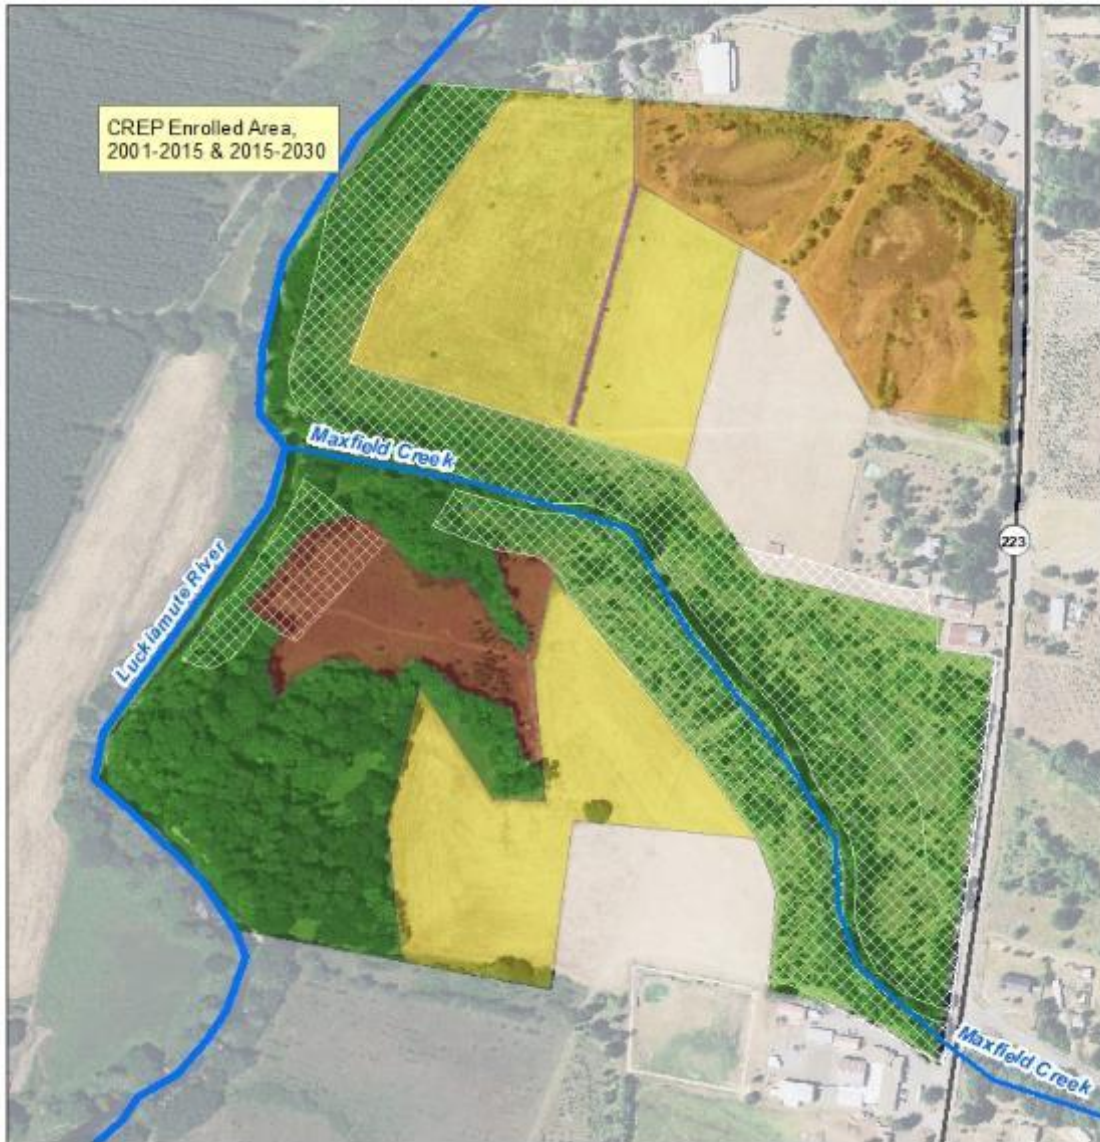 CREP Enrolled Area,
2001-2015 & 2015-2030
Maxfield Creek
Luckiamute River
223
Maxfield Creek